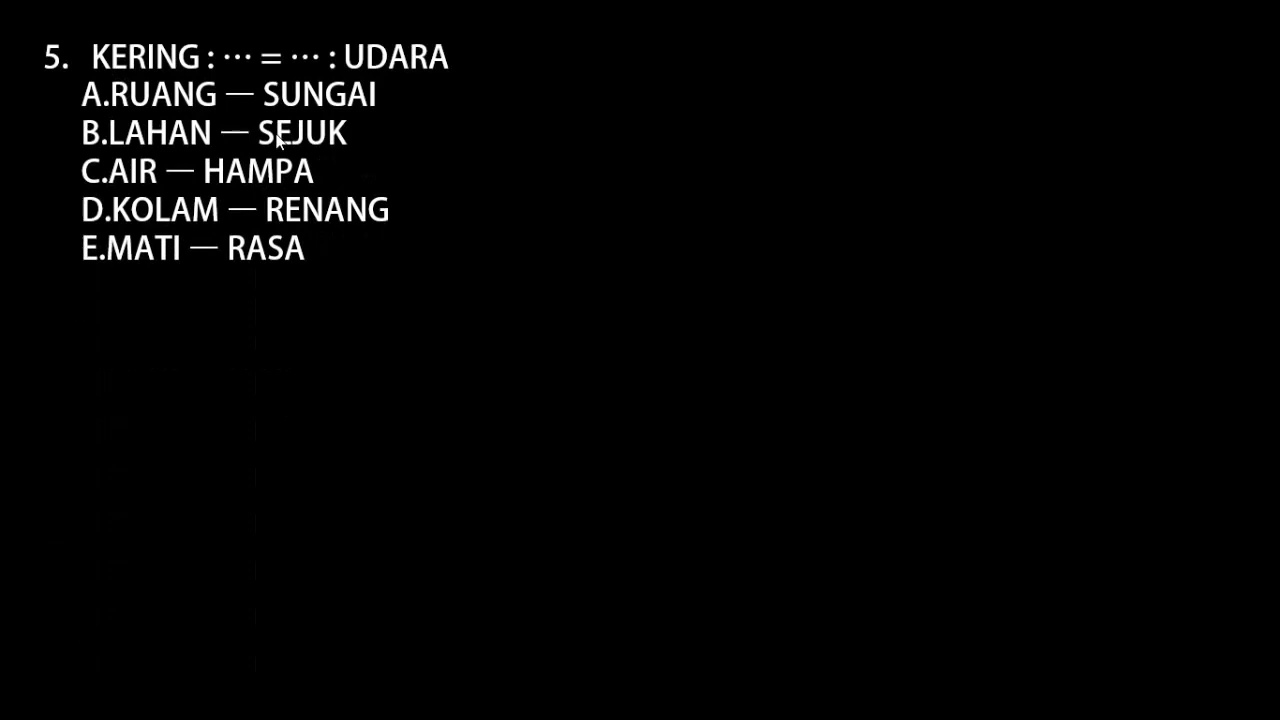 5. KERING : ... = ... : UDARA
A.RUANG — SUNGAI
B.LAHAN — SEJUK
C.AIR — HAMPA
D.KOLAM — RENANG
E.MATI — RASA